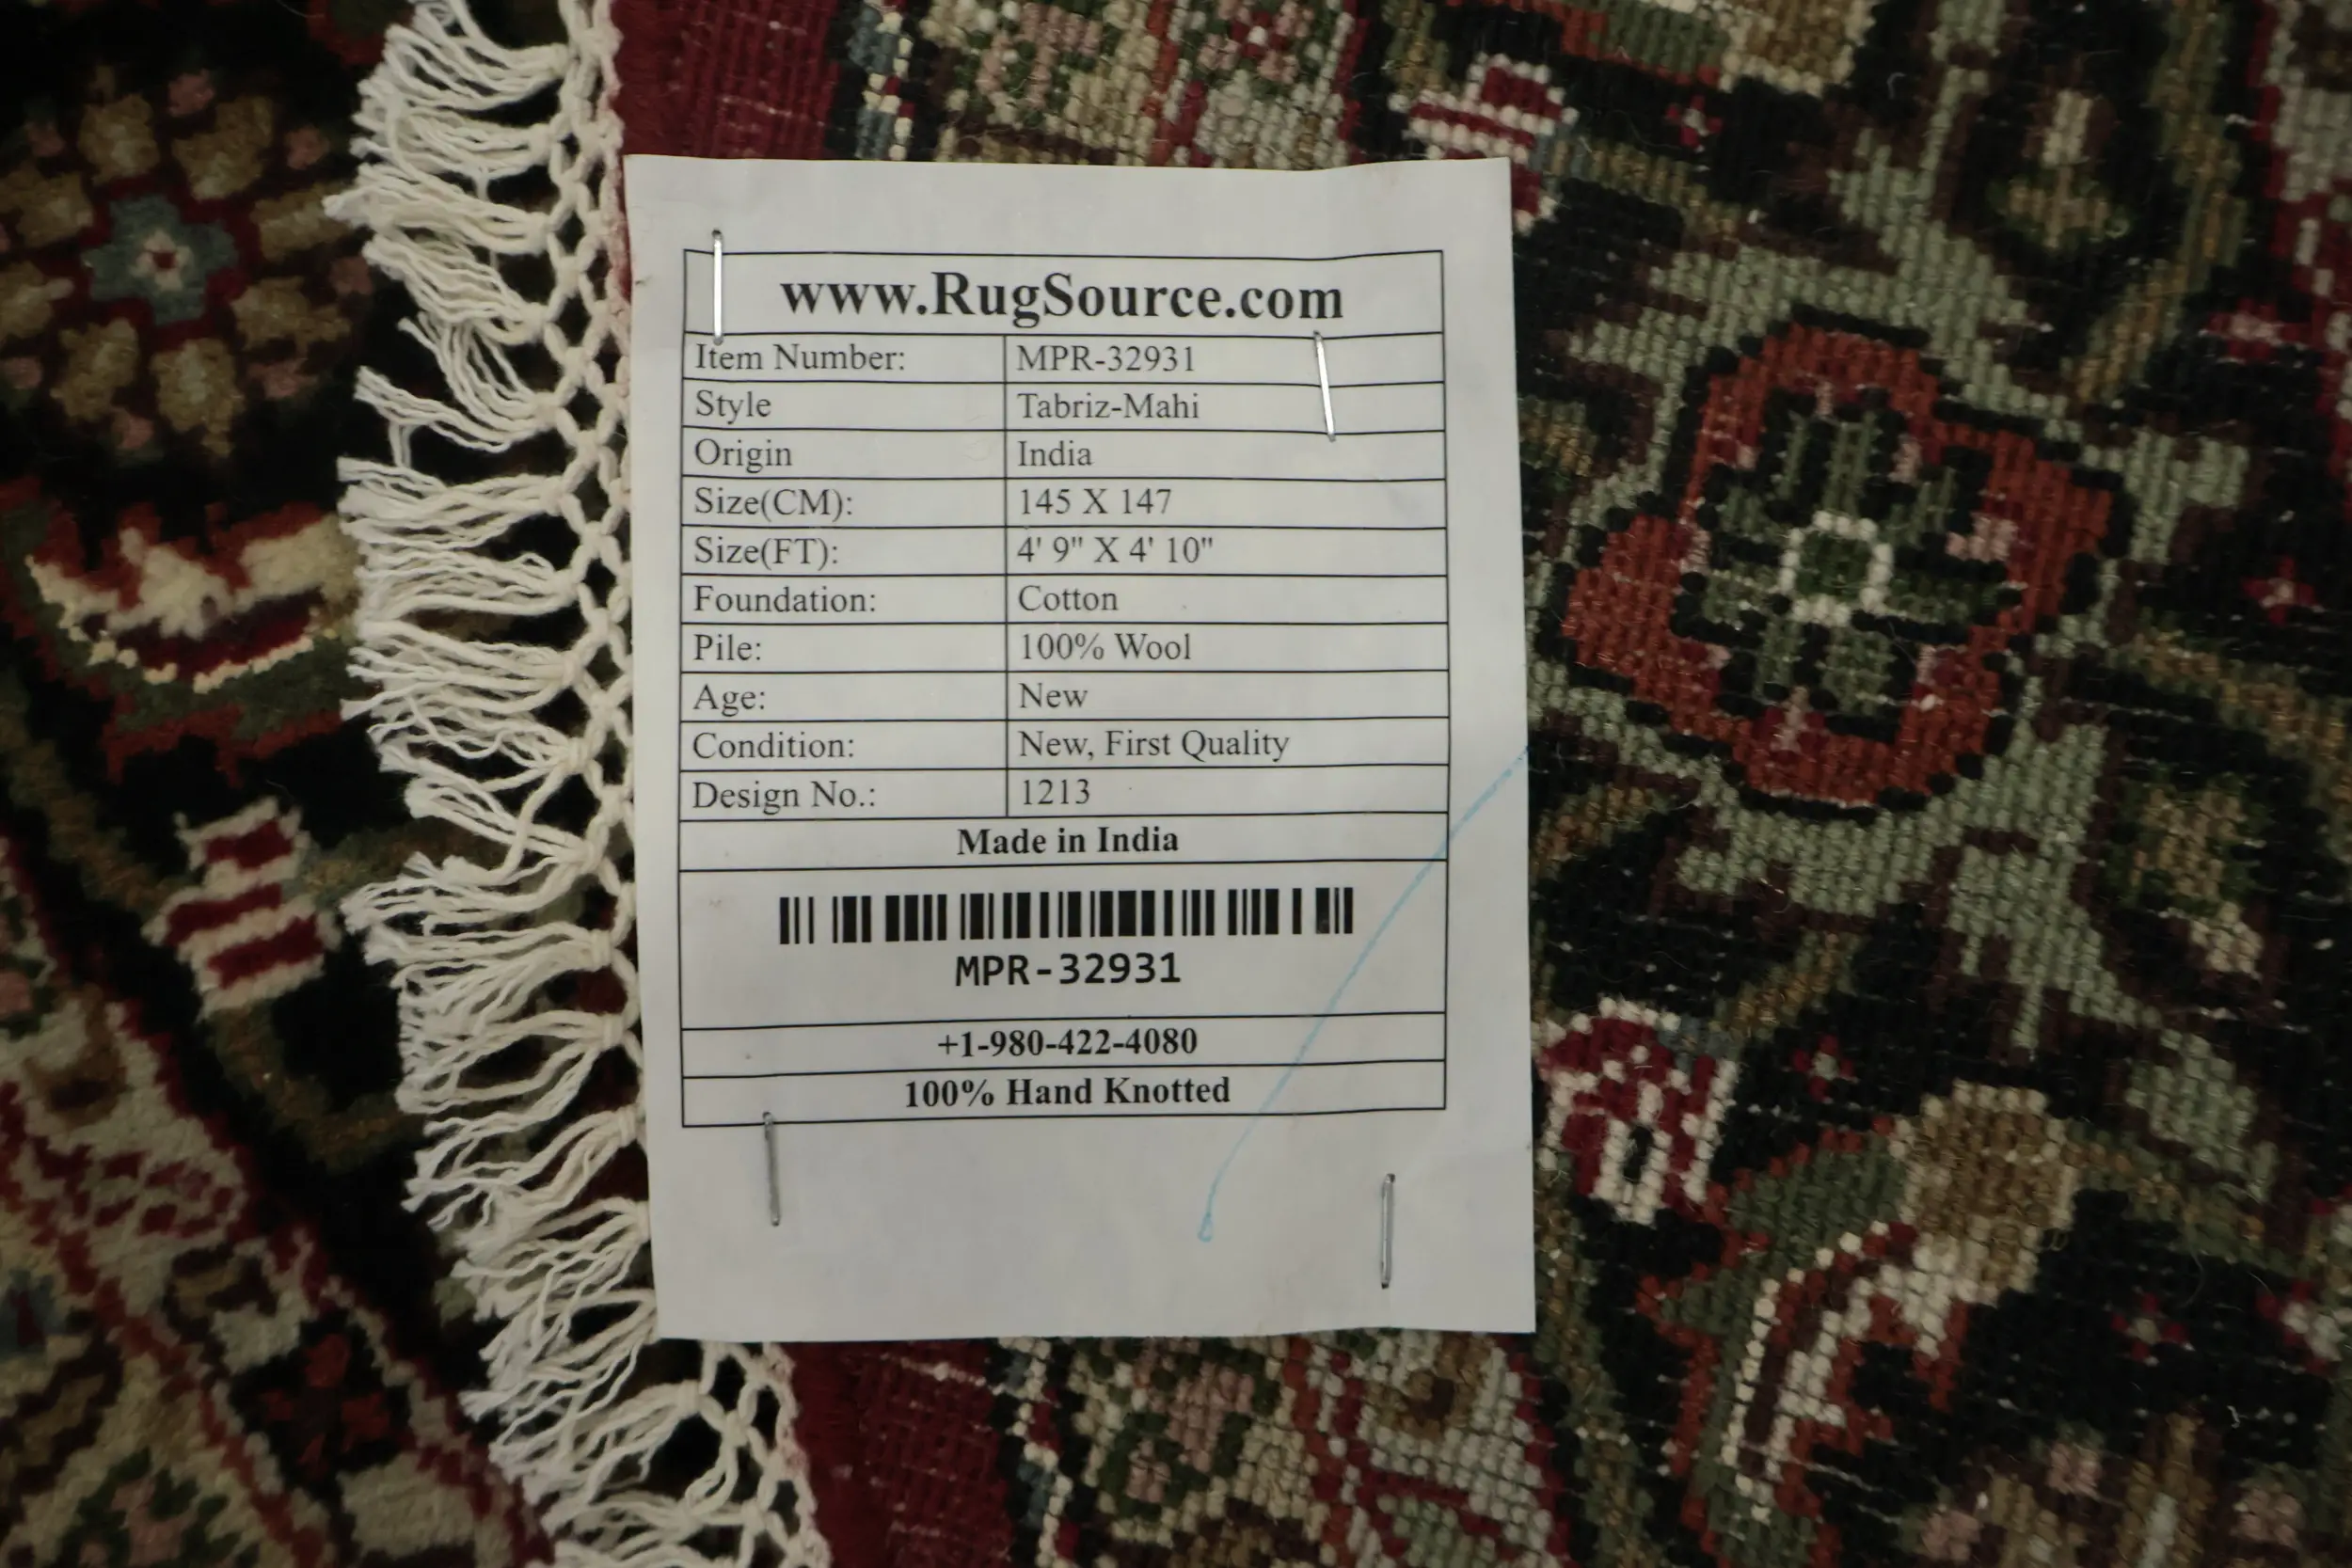 www.RugSource.com
Item Number: MPR-32931
Style Tabriz-Mahi
Origin India
Size(CM): 145 X 147
Size(FT): 4' 9" X 4' 10"
Foundation: Cotton
Pile: 100% Wool
Age: New
Condition: New, First Quality
Design No.: 1213
Made in India
MPR-32931
+1-980-422-4080
100% Hand Knotted